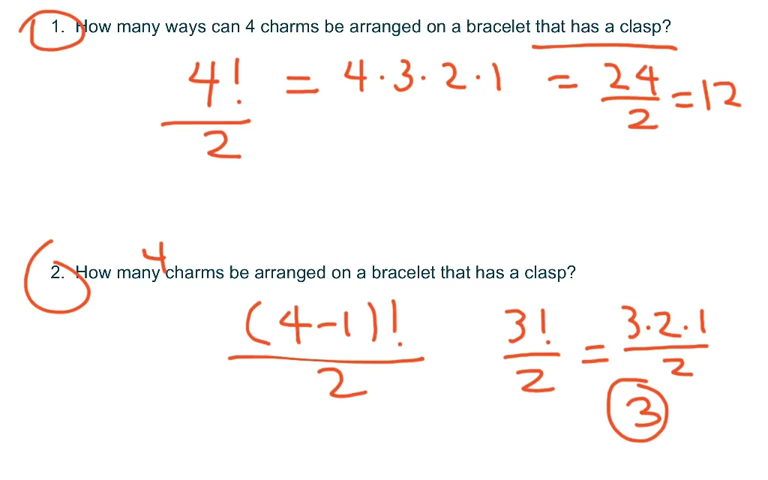 1. How many ways can 4 charms be arranged on a bracelet that has a clasp?
4!/2 = 4·3·2·1 = 24/2 = 12
2. How many 4 charms be arranged on a bracelet that has a clasp?
(4-1)!/2 3!/2 = 3·2·1/2
3